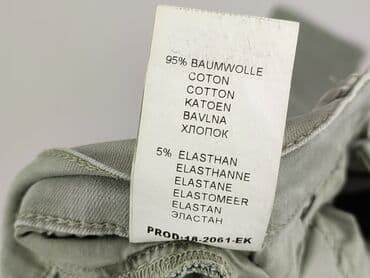 95% BAUMWOLLE
COTON
COTTON
KATOEN
BAVLNA
ХЛОПОК
5% ELASTHAN
ELASTHANNE
ELASTANE
ELASTOMEER
ELASTAN
ЭЛАСТАН
PROD:18-2061-EK